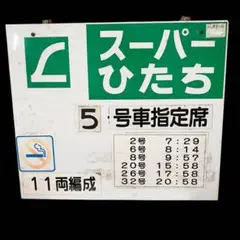 スーパー
ひたち
5 号車指定席
2号 7:29
6号 8:14
8号 9:57
20号 15:58
26号 17:58
32号 20:58
11両編成